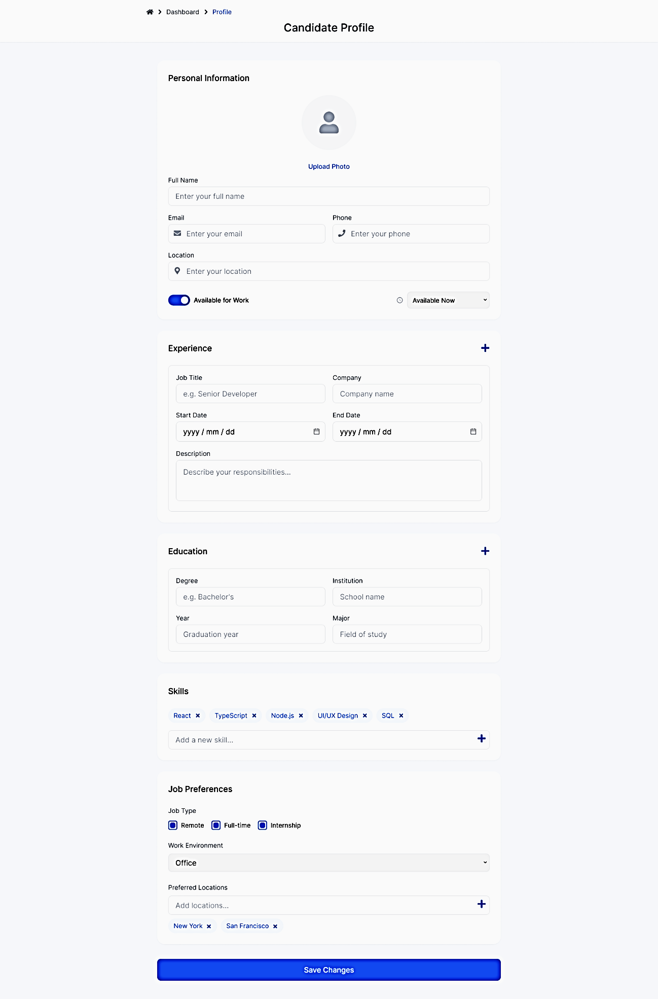 Dashboard Profile
Candidate Profile
Personal Information
Upload Photo
Full Name
Enter your full name
Email Phone
Enter your email Enter your phone
Location
Enter your location
Available for Work Available Now
Experience
Job Title Company
e.g. Senior Developer Company name
Start Date End Date
yyyy / mm / dd yyyy / mm / dd
Description
Describe your responsibilities...
Education
Degree Institution
e.g. Bachelor's School name
Year Major
Graduation year Field of study
Skills
React TypeScript Node.js UI/UX Design SQL
Add a new skill...
Job Preferences
Job Type
Remote Full-time Internship
Work Environment
Office
Preferred Locations
Add locations...
New York San Francisco
Save Changes